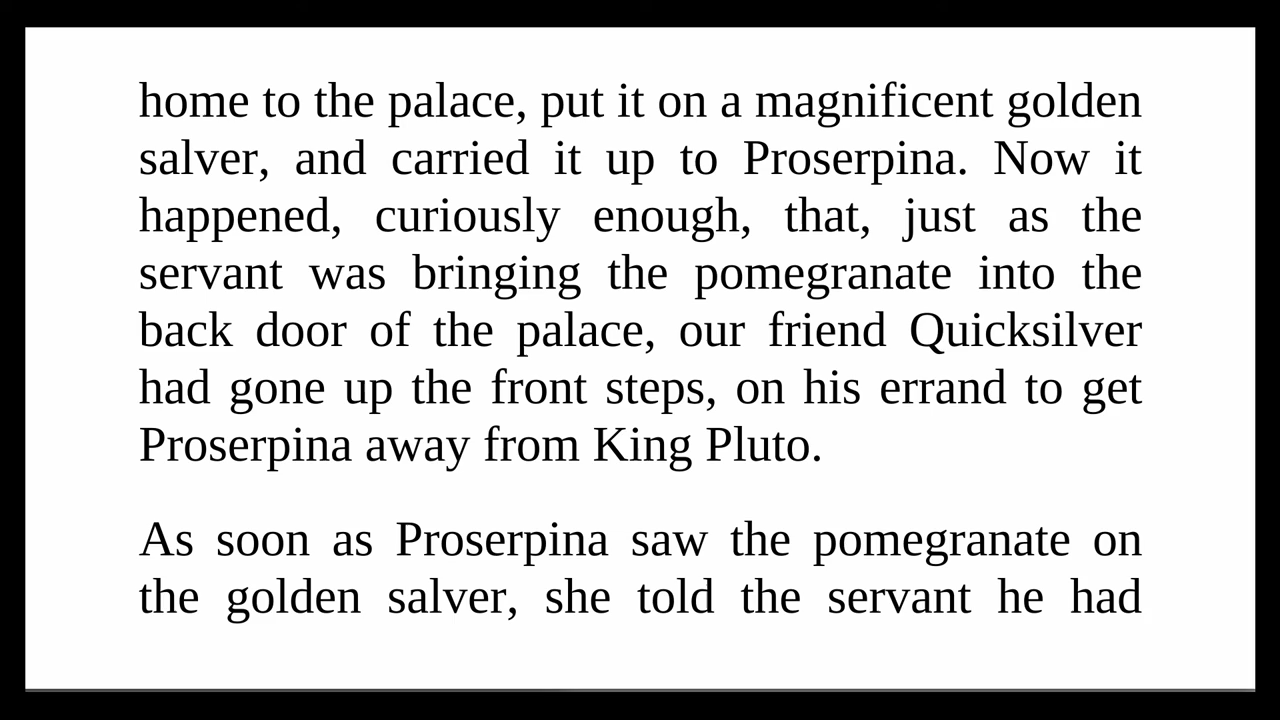 home to the palace, put it on a magnificent golden
salver, and carried it up to Proserpina. Now it
happened, curiously enough, that, just as the
servant was bringing the pomegranate into the
back door of the palace, our friend Quicksilver
had gone up the front steps, on his errand to get
Proserpina away from King Pluto.
As soon as Proserpina saw the pomegranate on
the golden salver, she told the servant he had